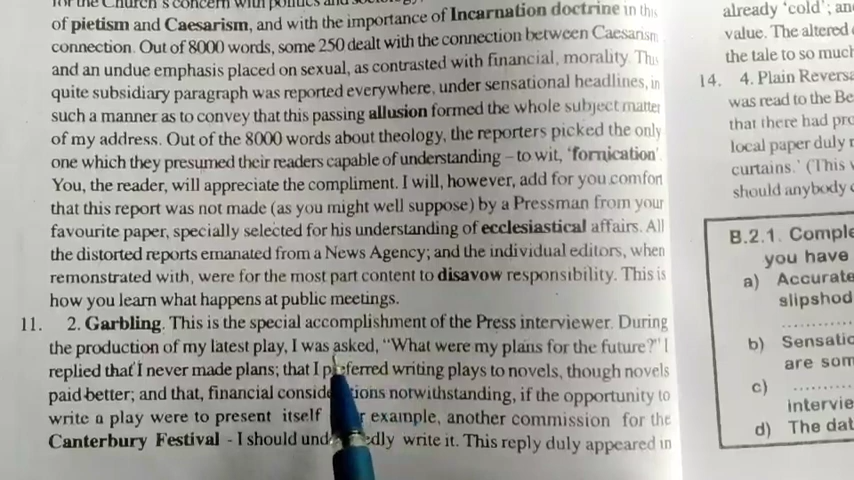 for the Church's concern with politics and
of pietism and Caesarism, and with the importance of Incarnation doctrine in this
connection. Out of 8000 words, some 250 dealt with the connection between Caesarism
and an undue emphasis placed on sexual, as contrasted with financial, morality. This
quite subsidiary paragraph was reported everywhere, under sensational headlines, in
such a manner as to convey that this passing allusion formed the whole subject matter
of my address. Out of the 8000 words about theology, the reporters picked the only
one which they presumed their readers capable of understanding – to wit, 'fornication'.
You, the reader, will appreciate the compliment. I will, however, add for you comfort
that this report was not made (as you might well suppose) by a Pressman from your
favourite paper, specially selected for his understanding of ecclesiastical affairs. All
the distorted reports emanated from a News Agency; and the individual editors, when
remonstrated with, were for the most part content to disavow responsibility. This is
how you learn what happens at public meetings.
11. 2. Garbling. This is the special accomplishment of the Press interviewer. During
the production of my latest play, I was asked, "What were my plans for the future?" I
replied that I never made plans; that I preferred writing plays to novels, though novels
paid better; and that, financial considerations notwithstanding, if the opportunity to
write a play were to present itself example, another commission for the
Canterbury Festival - I should write it. This reply duly appeared in
already 'cold'; and
value. The altered
the tale to so much
14. 4. Plain Reversa
was read to the Be
that there had pro
local paper duly
curtains.' (This
should anybody
B.2.1. Comple
you have
a) Accurate
slipshod
..................
b) Sensatio
are som
c) ..................
intervie
d) The dat